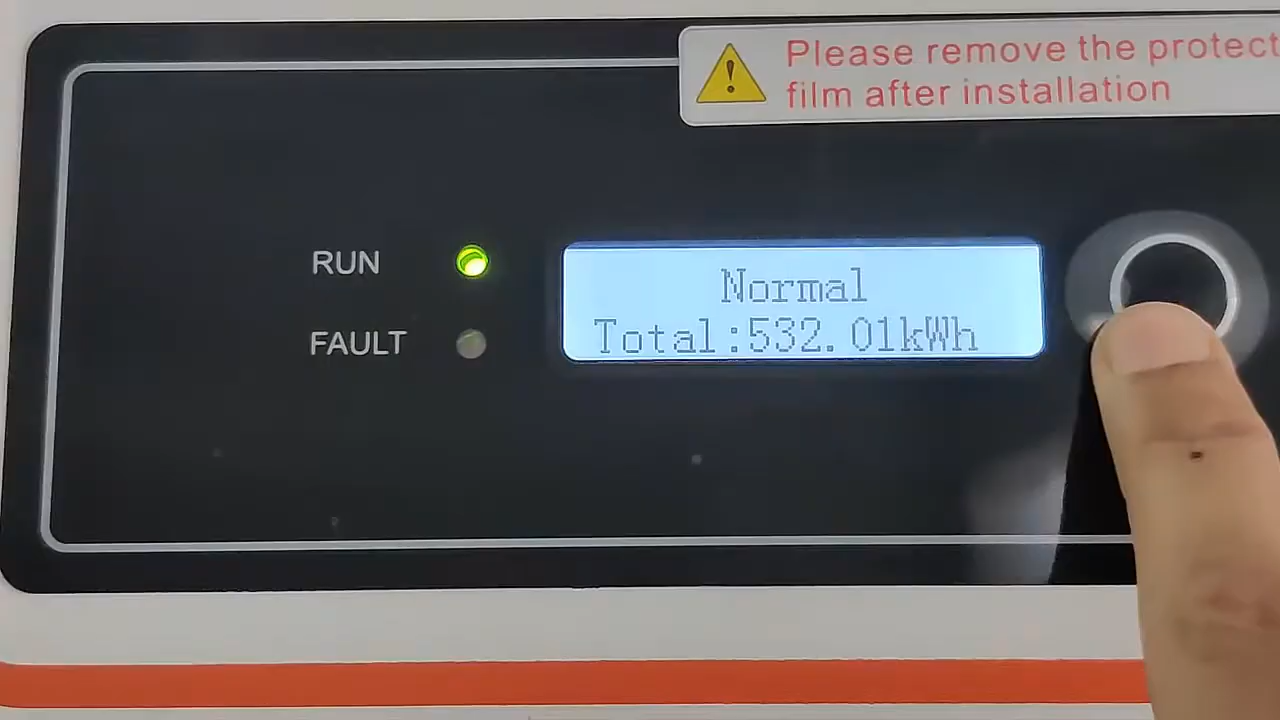 Please remove the protect
film after installation
RUN
Normal
Total:532.01kWh
FAULT